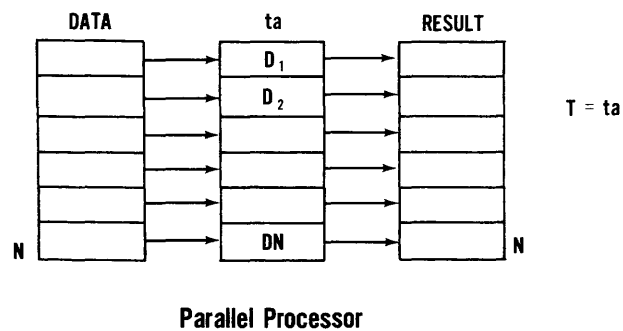 DATA ta RESULT
D₁
D₂
T = ta
N DN N
Parallel Processor